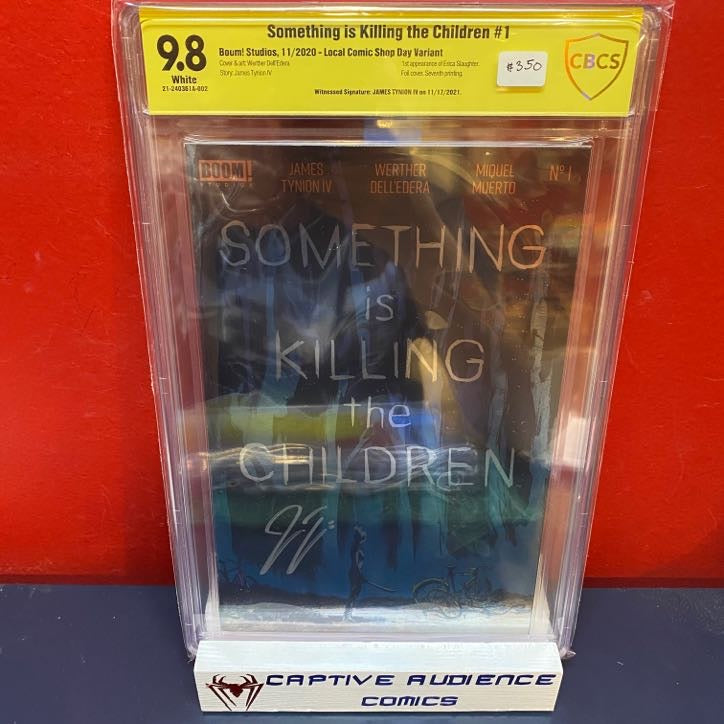 Something is Killing the Children #1
9.8
White
21-240361A-002
Boom! Studios, 11/2020 - Local Comic Shop Day Variant
Cover & art: Werther Dell'Edera
Story: James Tynion IV
1st appearance of Erica Slaughter.
Foil cover. Seventh printing.
Witnessed Signature: JAMES TYNION IV on 11/17/2021.
$350
CBCS
BOOM!
STUDIOS
JAMES
TYNION IV
WERTHER
DELL'EDERA
MIQUEL
MUERTO
Nº 1
SOMETHING
is
KILLING
the
CHILDREN
CAPTIVE AUDIENCE
COMICS